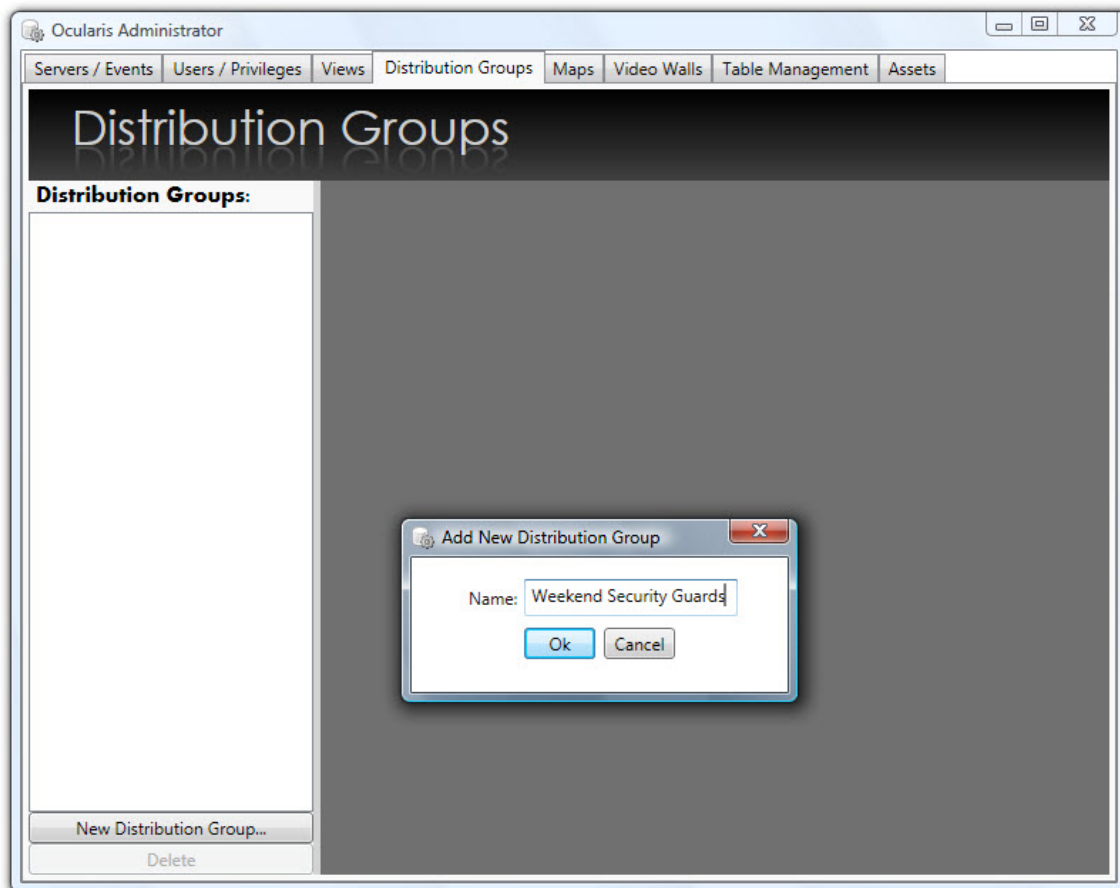 Ocularis Administrator
Servers / Events Users / Privileges Views Distribution Groups Maps Video Walls Table Management Assets
Distribution Groups
Distribution Groups:
Add New Distribution Group
Name: Weekend Security Guards
Ok Cancel
New Distribution Group...
Delete